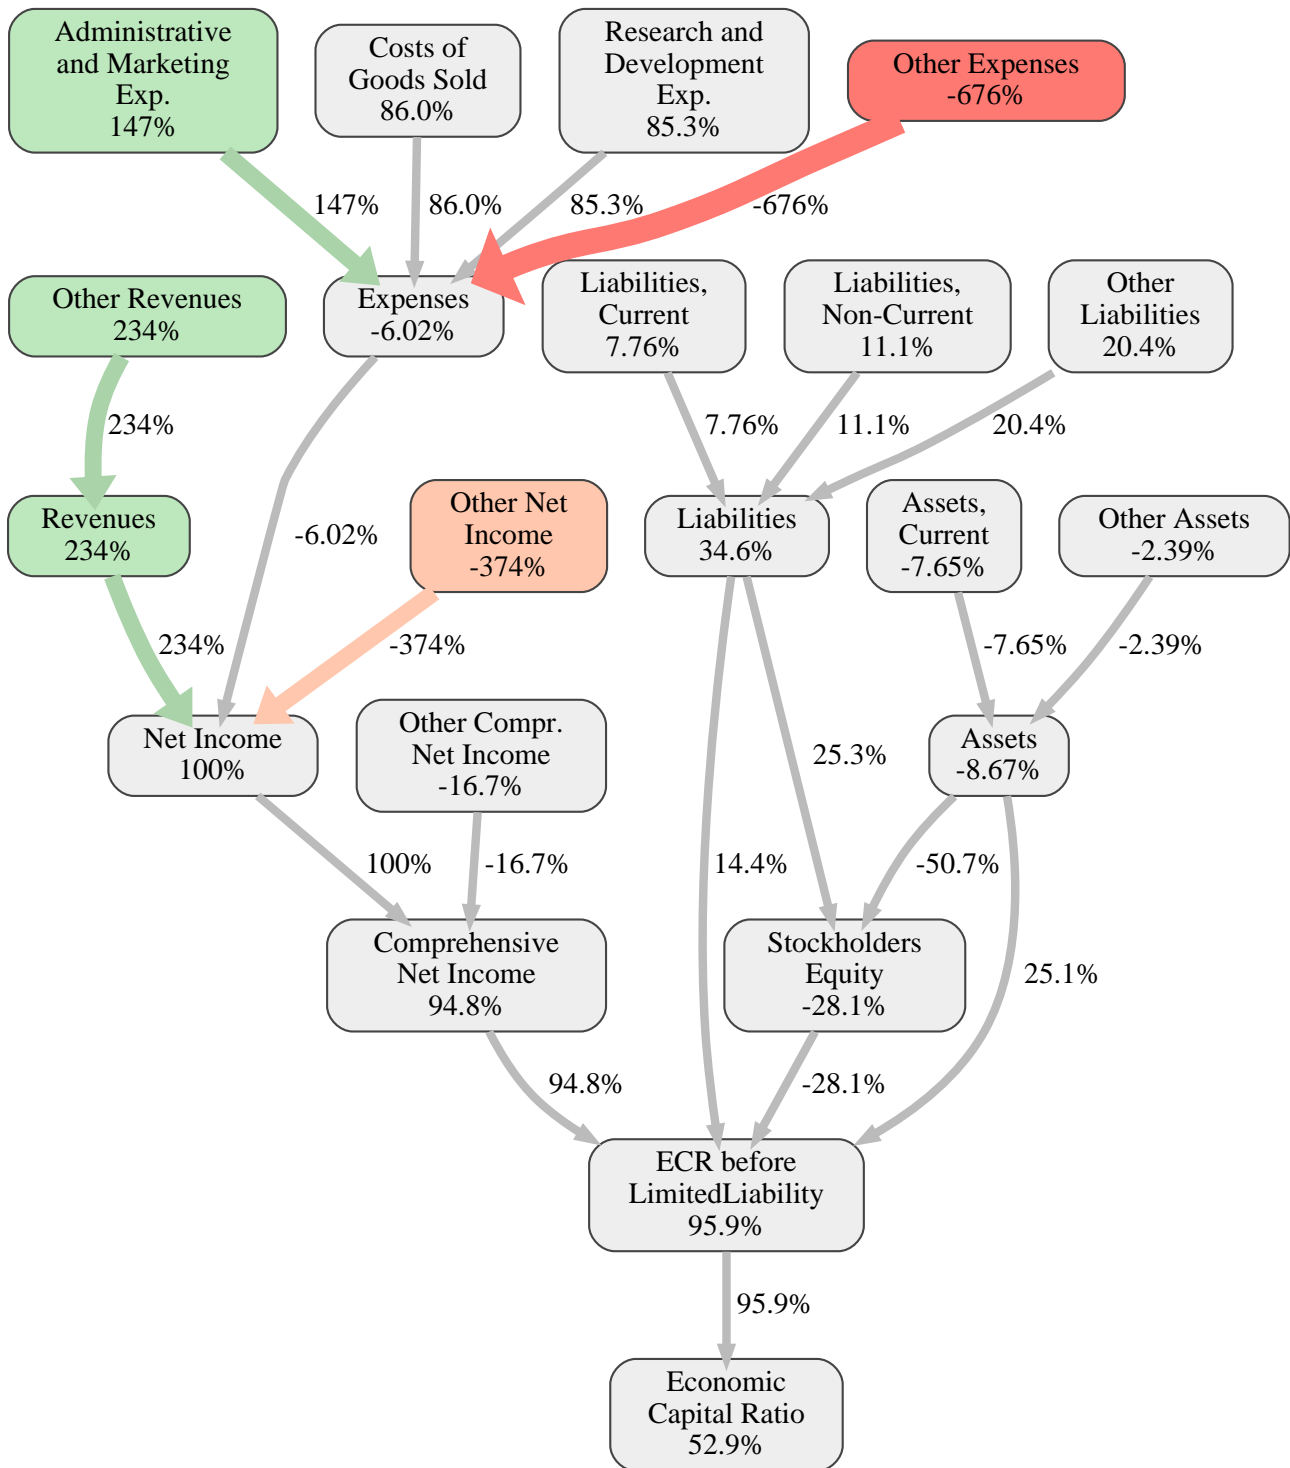 Administrative
and Marketing
Exp.
147%
Costs of
Goods Sold
86.0%
Research and
Development
Exp.
85.3%
Other Expenses
-676%
147%
86.0%
85.3%
-676%
Other Revenues
234%
Expenses
-6.02%
Liabilities,
Current
7.76%
Liabilities,
Non-Current
11.1%
Other
Liabilities
20.4%
234%
7.76%
11.1%
20.4%
Revenues
234%
-6.02%
Other Net
Income
-374%
Liabilities
34.6%
Assets,
Current
-7.65%
Other Assets
-2.39%
234%
-374%
-7.65%
-2.39%
Net Income
100%
Other Compr.
Net Income
-16.7%
25.3%
Assets
-8.67%
100%
-16.7%
14.4%
-50.7%
Comprehensive
Net Income
94.8%
Stockholders
Equity
-28.1%
25.1%
94.8%
-28.1%
ECR before
LimitedLiability
95.9%
95.9%
Economic
Capital Ratio
52.9%